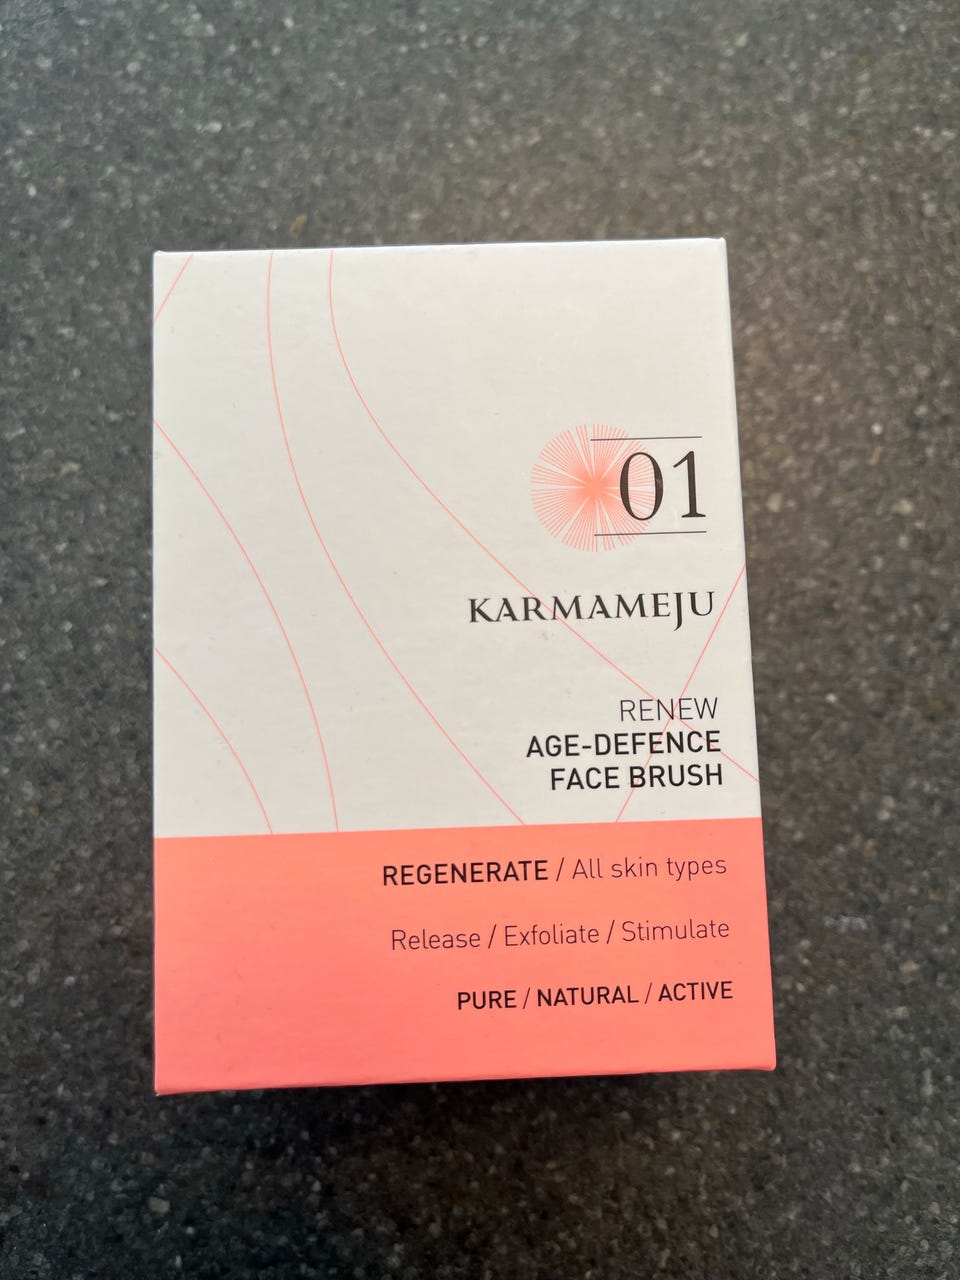 01
KARMAMEJU
RENEW
AGE-DEFENCE
FACE BRUSH
REGENERATE / All skin types
Release / Exfoliate / Stimulate
PURE / NATURAL / ACTIVE